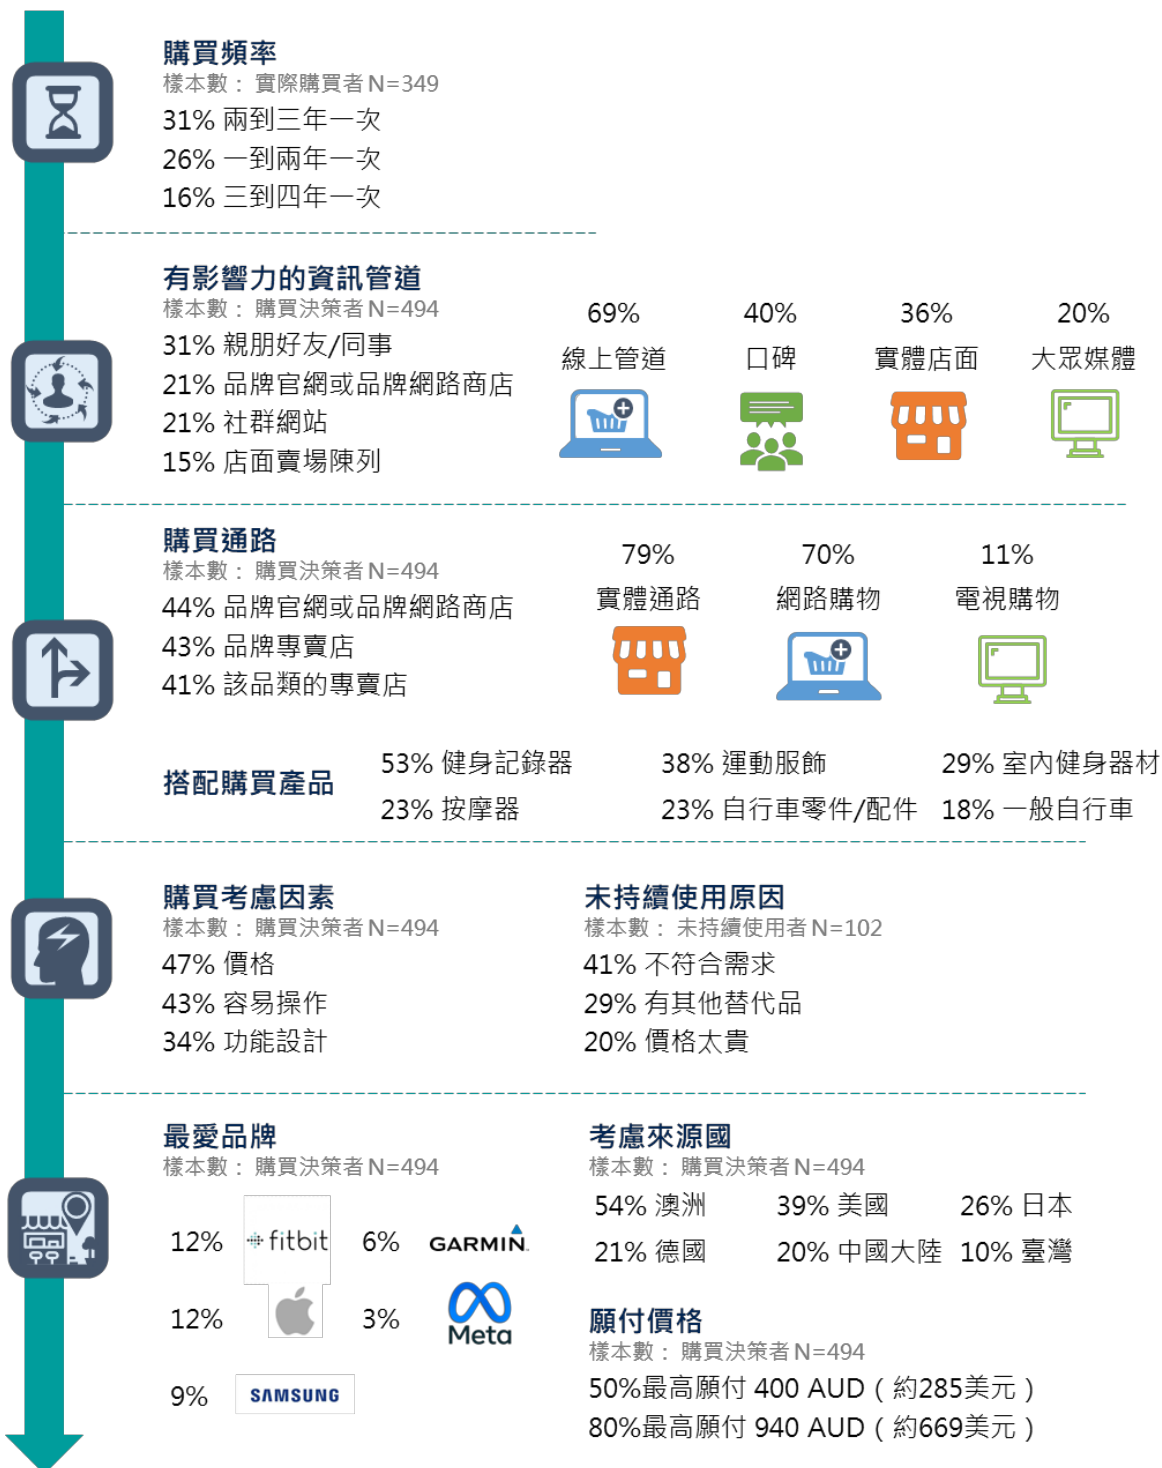 購買頻率
樣本數： 實際購買者 N=349
31% 兩到三年一次
26% 一到兩年一次
16% 三到四年一次
有影響力的資訊管道
樣本數： 購買決策者 N=494
31% 親朋好友/同事
21% 品牌官網或品牌網路商店
21% 社群網站
15% 店面賣場陳列
69% 40% 36% 20%
線上管道 口碑 實體店面 大眾媒體
購買通路
樣本數： 購買決策者 N=494
44% 品牌官網或品牌網路商店
43% 品牌專賣店
41% 該品類的專賣店
79% 70% 11%
實體通路 網路購物 電視購物
搭配購買產品
53% 健身記錄器 38% 運動服飾 29% 室內健身器材
23% 按摩器 23% 自行車零件/配件 18% 一般自行車
購買考慮因素
樣本數： 購買決策者 N=494
47% 價格
43% 容易操作
34% 功能設計
未持續使用原因
樣本數： 未持續使用者 N=102
41% 不符合需求
29% 有其他替代品
20% 價格太貴
最愛品牌
樣本數： 購買決策者 N=494
12% fitbit 6% GARMIN
12% 3% Meta
9% SAMSUNG
考慮來源國
樣本數： 購買決策者 N=494
54% 澳洲 39% 美國 26% 日本
21% 德國 20% 中國大陸 10% 臺灣
願付價格
樣本數： 購買決策者 N=494
50%最高願付 400 AUD（約285美元）
80%最高願付 940 AUD（約669美元）